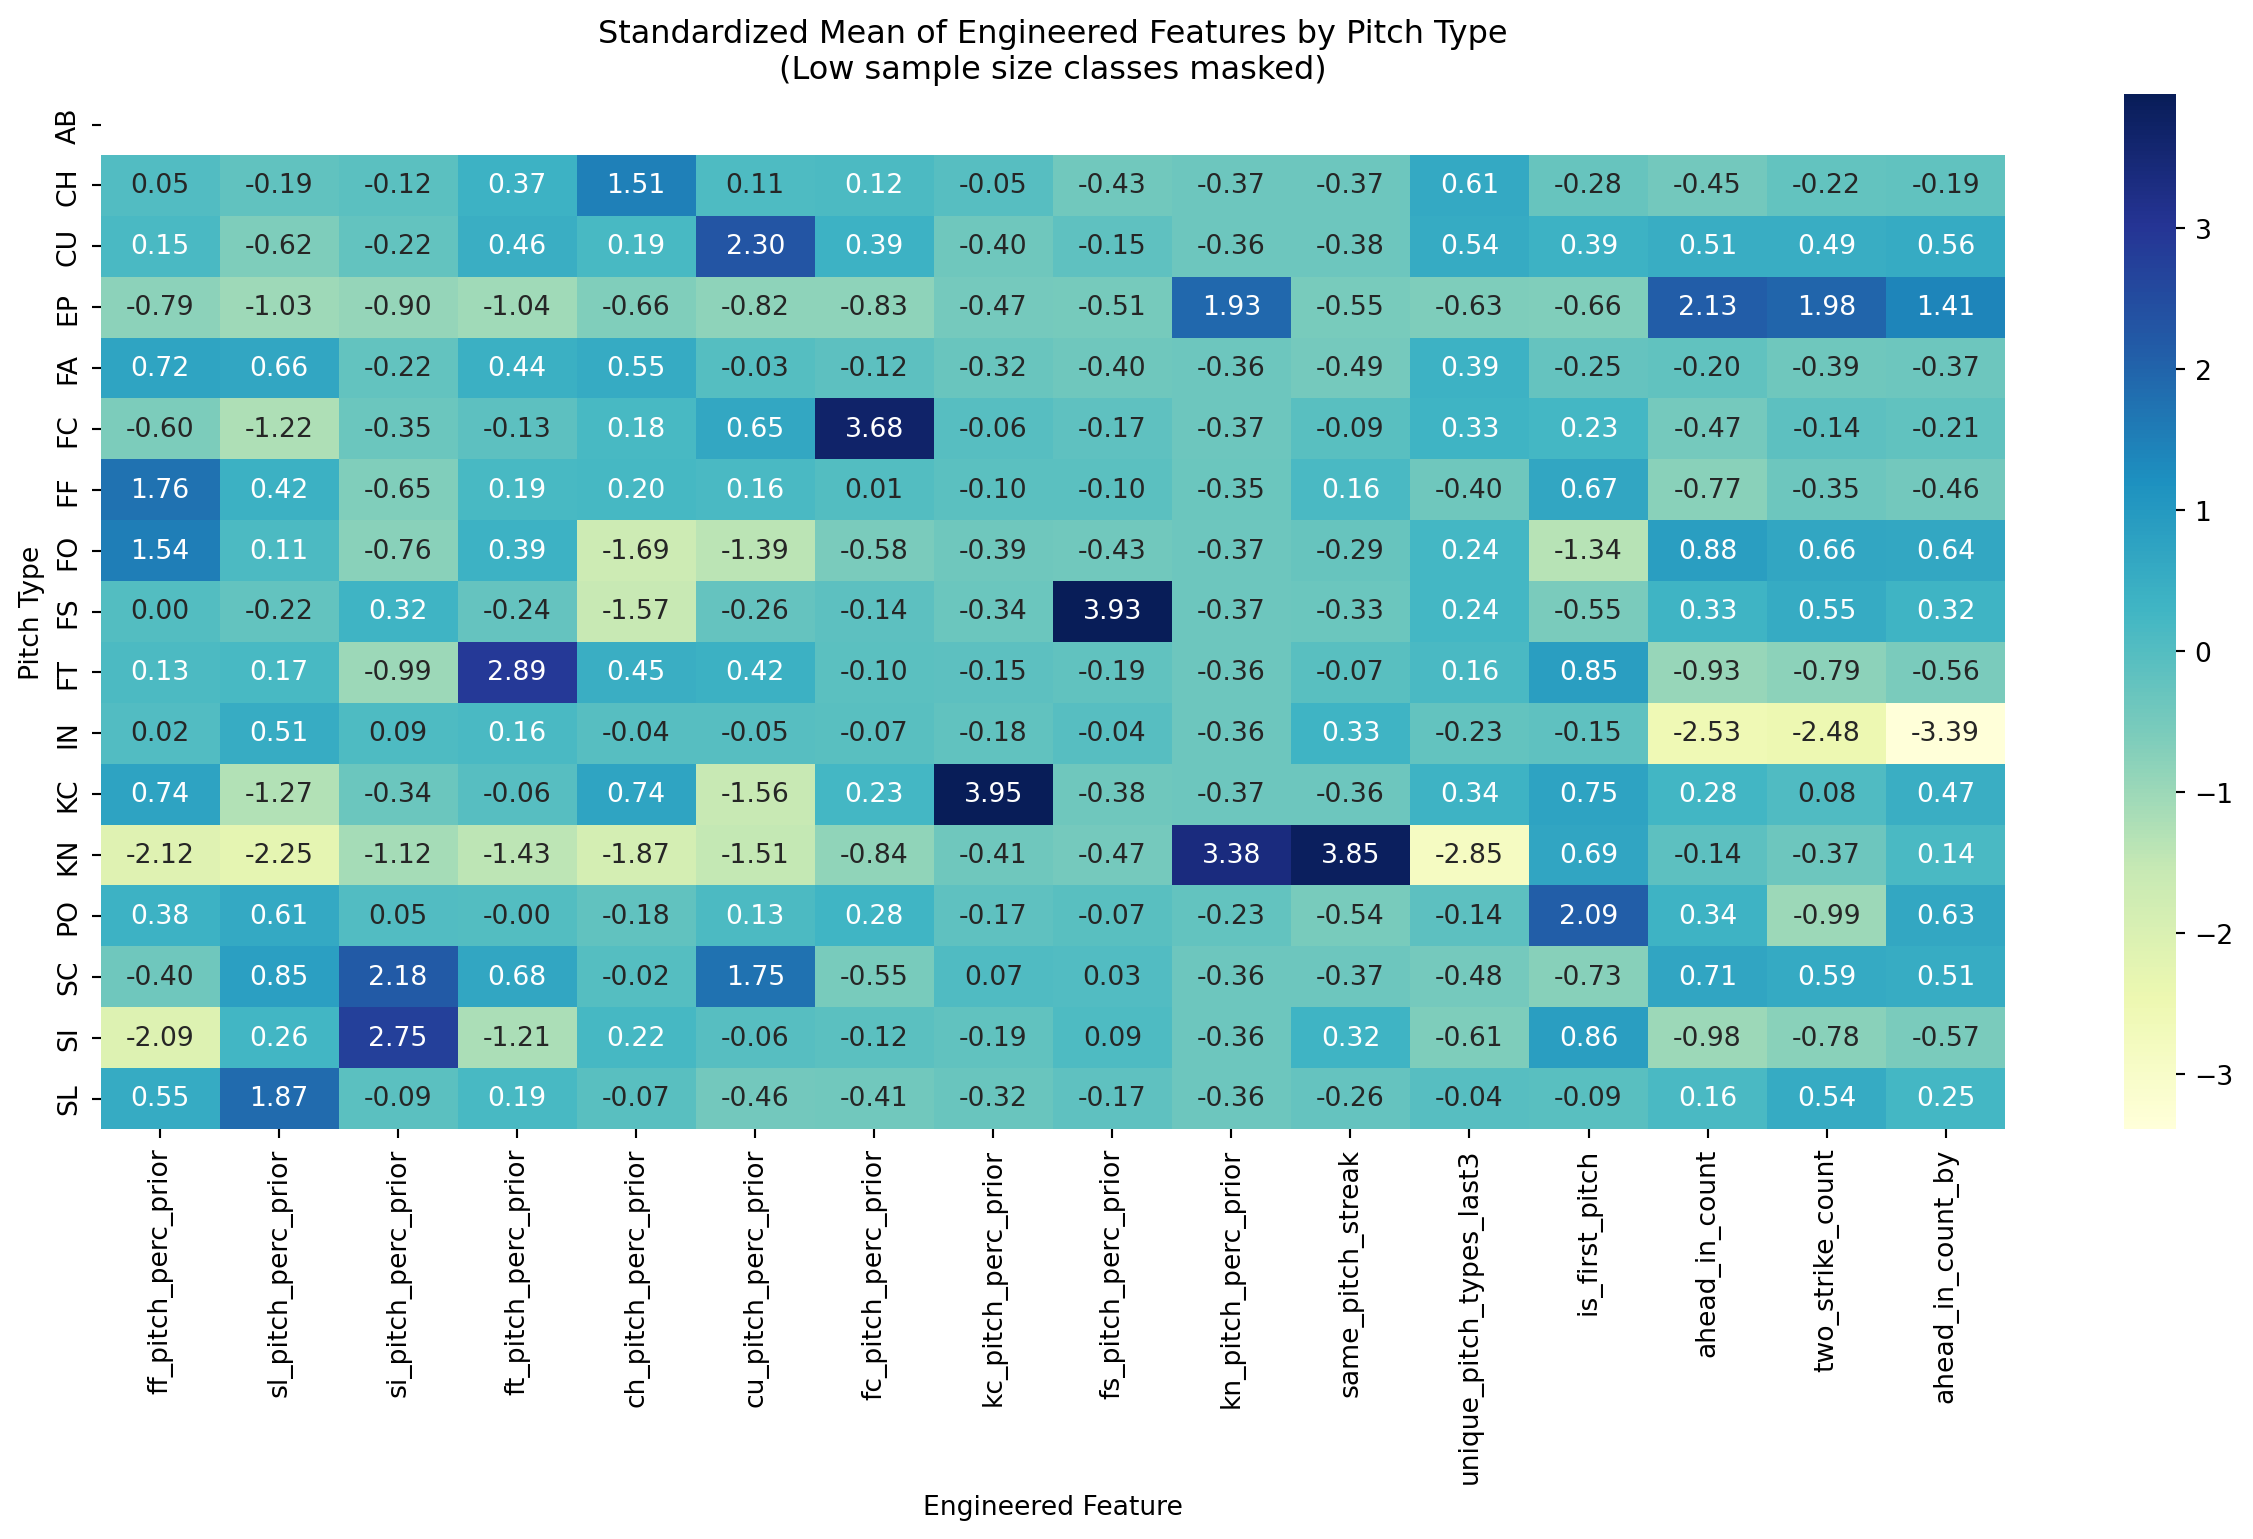 Standardized Mean of Engineered Features by Pitch Type
(Low sample size classes masked)
Pitch Type
AB
CH 0.05 -0.19 -0.12 0.37 1.51 0.11 0.12 -0.05 -0.43 -0.37 -0.37 0.61 -0.28 -0.45 -0.22 -0.19
CU 0.15 -0.62 -0.22 0.46 0.19 2.30 0.39 -0.40 -0.15 -0.36 -0.38 0.54 0.39 0.51 0.49 0.56
EP -0.79 -1.03 -0.90 -1.04 -0.66 -0.82 -0.83 -0.47 -0.51 1.93 -0.55 -0.63 -0.66 2.13 1.98 1.41
FA 0.72 0.66 -0.22 0.44 0.55 -0.03 -0.12 -0.32 -0.40 -0.36 -0.49 0.39 -0.25 -0.20 -0.39 -0.37
FC -0.60 -1.22 -0.35 -0.13 0.18 0.65 3.68 -0.06 -0.17 -0.37 -0.09 0.33 0.23 -0.47 -0.14 -0.21
FF 1.76 0.42 -0.65 0.19 0.20 0.16 0.01 -0.10 -0.10 -0.35 0.16 -0.40 0.67 -0.77 -0.35 -0.46
FO 1.54 0.11 -0.76 0.39 -1.69 -1.39 -0.58 -0.39 -0.43 -0.37 -0.29 0.24 -1.34 0.88 0.66 0.64
FS 0.00 -0.22 0.32 -0.24 -1.57 -0.26 -0.14 -0.34 3.93 -0.37 -0.33 0.24 -0.55 0.33 0.55 0.32
FT 0.13 0.17 -0.99 2.89 0.45 0.42 -0.10 -0.15 -0.19 -0.36 -0.07 0.16 0.85 -0.93 -0.79 -0.56
IN 0.02 0.51 0.09 0.16 -0.04 -0.05 -0.07 -0.18 -0.04 -0.36 0.33 -0.23 -0.15 -2.53 -2.48 -3.39
KC 0.74 -1.27 -0.34 -0.06 0.74 -1.56 0.23 3.95 -0.38 -0.37 -0.36 0.34 0.75 0.28 0.08 0.47
KN -2.12 -2.25 -1.12 -1.43 -1.87 -1.51 -0.84 -0.41 -0.47 3.38 3.85 -2.85 0.69 -0.14 -0.37 0.14
PO 0.38 0.61 0.05 -0.00 -0.18 0.13 0.28 -0.17 -0.07 -0.23 -0.54 -0.14 2.09 0.34 -0.99 0.63
SC -0.40 0.85 2.18 0.68 -0.02 1.75 -0.55 0.07 0.03 -0.36 -0.37 -0.48 -0.73 0.71 0.59 0.51
SI -2.09 0.26 2.75 -1.21 0.22 -0.06 -0.12 -0.19 0.09 -0.36 0.32 -0.61 0.86 -0.98 -0.78 -0.57
SL 0.55 1.87 -0.09 0.19 -0.07 -0.46 -0.41 -0.32 -0.17 -0.36 -0.26 -0.04 -0.09 0.16 0.54 0.25
ff_pitch_perc_prior
sl_pitch_perc_prior
si_pitch_perc_prior
ft_pitch_perc_prior
ch_pitch_perc_prior
cu_pitch_perc_prior
fc_pitch_perc_prior
kc_pitch_perc_prior
fs_pitch_perc_prior
kn_pitch_perc_prior
same_pitch_streak
unique_pitch_types_last3
is_first_pitch
ahead_in_count
two_strike_count
ahead_in_count_by
Engineered Feature
3
2
1
0
−1
−2
−3